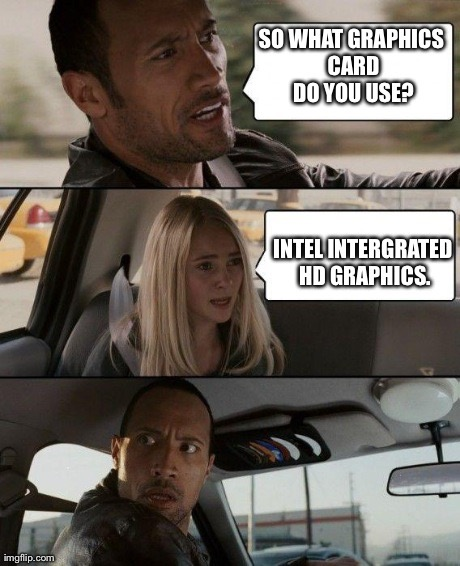 SO WHAT GRAPHICS
CARD
DO YOU USE?
INTEL INTERGRATED
HD GRAPHICS.
imgflip.com